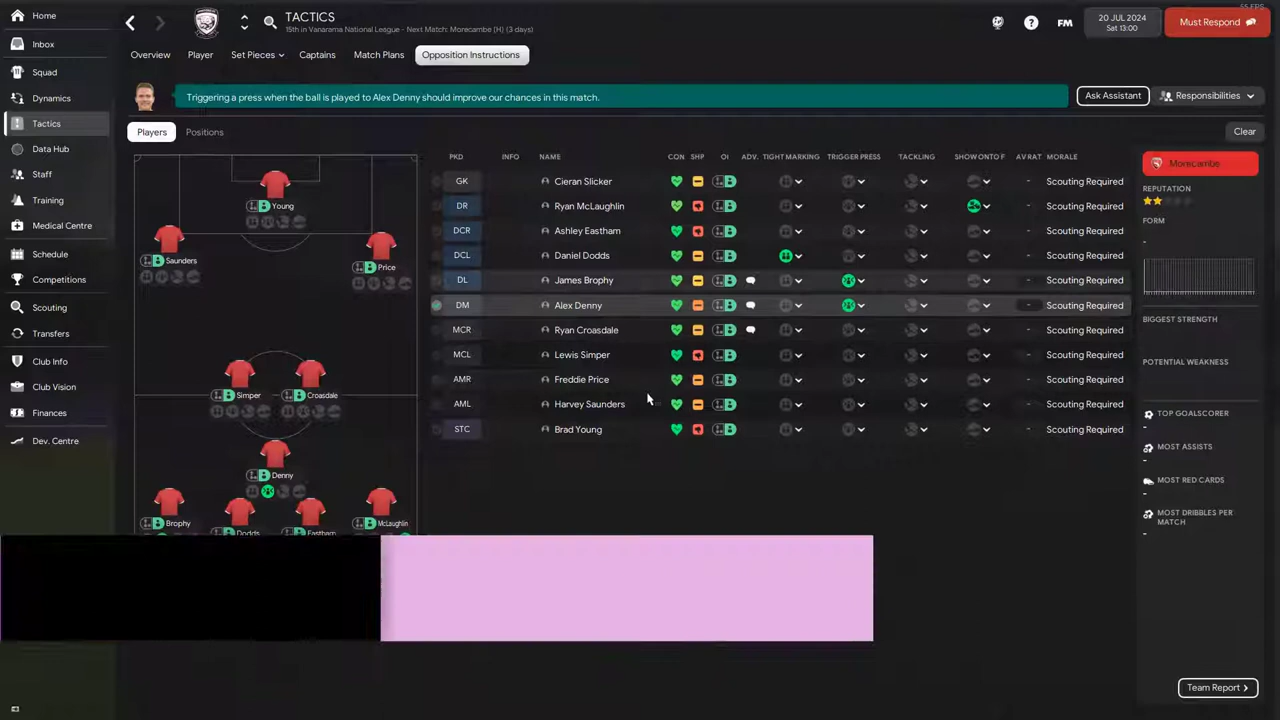 Home
Inbox
Squad
Dynamics
Tactics
Data Hub
Staff
Training
Medical Centre
Schedule
Competitions
Scouting
Transfers
Club Info
Club Vision
Finances
Dev. Centre
TACTICS
15th in Vanarama National League - Next Match: Morecambe [H] (3 days)
FM
20 JUL 2024
Sat 13:00
Must Respond
Overview
Player
Set Pieces
Captains
Match Plans
Opposition Instructions
Triggering a press when the ball is played to Alex Denny should improve our chances in this match.
Ask Assistant
Responsibilities
Players
Positions
Clear
Young
Saunders
Price
Simper
Croasdale
Denny
Brophy
Dodds
Eastham
McLaughlin
PKD INFO NAME CON SHP OI ADV. TIGHT MARKING TRIGGER PRESS TACKLING SHOW ONTO F AV RAT MORALE
GK Cieran Slicker - Scouting Required
DR Ryan McLaughlin - Scouting Required
DCR Ashley Eastham - Scouting Required
DCL Daniel Dodds - Scouting Required
DL James Brophy - Scouting Required
DM Alex Denny - Scouting Required
MCR Ryan Croasdale - Scouting Required
MCL Lewis Simper - Scouting Required
AMR Freddie Price - Scouting Required
AML Harvey Saunders - Scouting Required
STC Brad Young - Scouting Required
Morecambe
REPUTATION
FORM
-
BIGGEST STRENGTH
POTENTIAL WEAKNESS
TOP GOALSCORER
-
MOST ASSISTS
-
MOST RED CARDS
-
MOST DRIBBLES PER
MATCH
-
Team Report